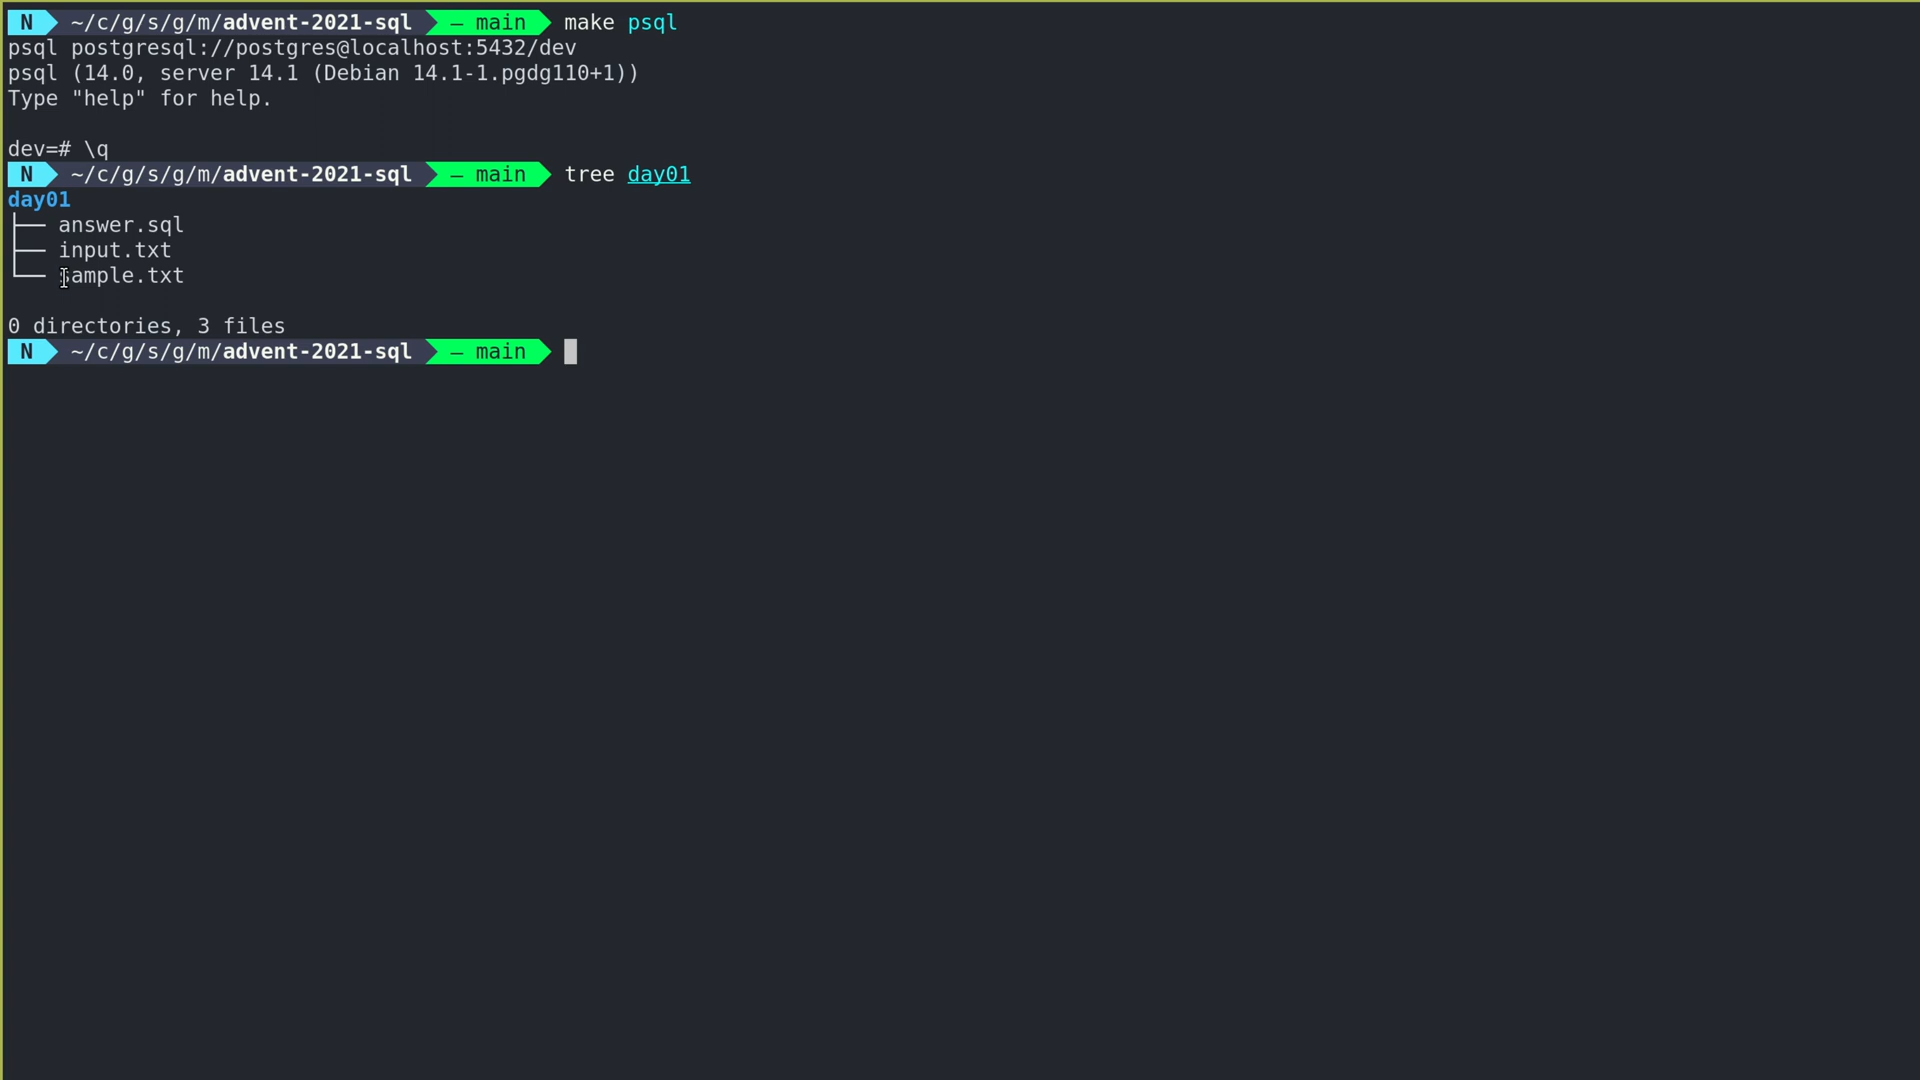 N ~/c/g/s/g/m/advent-2021-sql — main make psql
psql postgresql://postgres@localhost:5432/dev
psql (14.0, server 14.1 (Debian 14.1-1.pgdg110+1))
Type "help" for help.
dev=# \q
N ~/c/g/s/g/m/advent-2021-sql — main tree day01
day01
├── answer.sql
├── input.txt
└── sample.txt
0 directories, 3 files
N ~/c/g/s/g/m/advent-2021-sql — main